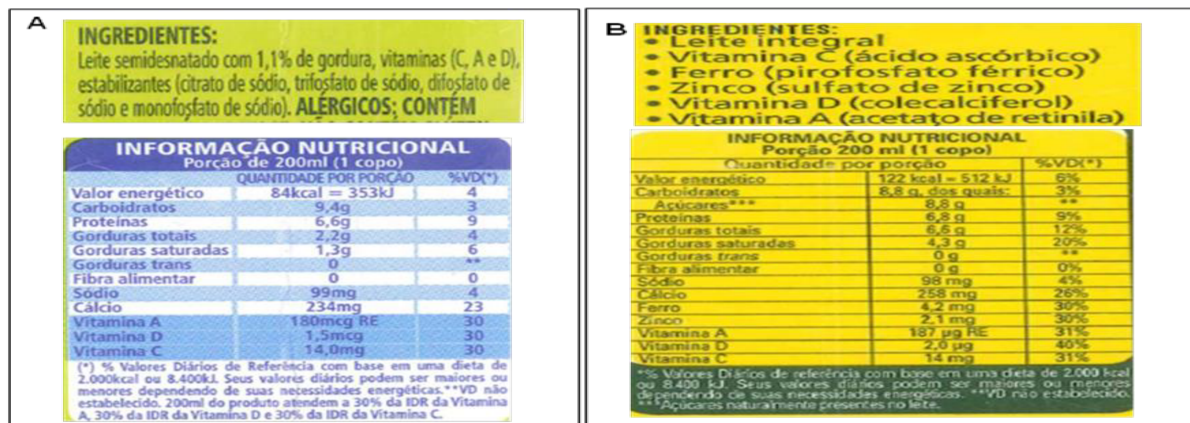 A
INGREDIENTES:
Leite semidesnatado com 1,1% de gordura, vitaminas (C, A e D),
estabilizantes (citrato de sódio, trifosfato de sódio, difosfato de
sódio e monofosfato de sódio). ALÉRGICOS: CONTÉM
INFORMAÇÃO NUTRICIONAL
Porção de 200ml (1 copo)
QUANTIDADE POR PORÇÃO %VD(*)
Valor energético 84kcal = 353kJ 4
Carboidratos 9,4g 3
Proteínas 6,6g 9
Gorduras totais 2,2g 4
Gorduras saturadas 1,3g 6
Gorduras trans 0 **
Fibra alimentar 0 0
Sódio 99mg 4
Cálcio 234mg 23
Vitamina A 180mcg RE 30
Vitamina D 1,5mcg 30
Vitamina C 14,0mg 30
(*) % Valores Diários de Referência com base em uma dieta de
2.000kcal ou 8.400kJ. Seus valores diários podem ser maiores ou
menores dependendo de suas necessidades energéticas.**VD não
estabelecido. 200ml do produto atendem a 30% da IDR da Vitamina
A, 30% da IDR da Vitamina D e 30% da IDR da Vitamina C.
B
INGREDIENTES:
• Leite integral
• Vitamina C (ácido ascórbico)
• Ferro (pirofosfato férrico)
• Zinco (sulfato de zinco)
• Vitamina D (colecalciferol)
• Vitamina A (acetato de retinila)
INFORMAÇÃO NUTRICIONAL
Porção 200 ml (1 copo)
Quantidade por porção %VD(*)
Valor energético 122 kcal = 512 kJ 6%
Carboidratos 8,8 g, dos quais: 3%
Açúcares*** 8,8 g **
Proteínas 6,8 g 9%
Gorduras totais 6,6 g 12%
Gorduras saturadas 4,3 g 20%
Gorduras trans 0 g **
Fibra alimentar 0 g 0%
Sódio 98 mg 4%
Cálcio 258 mg 26%
Ferro 4,2 mg 30%
Zinco 2,1 mg 30%
Vitamina A 187 µg RE 31%
Vitamina D 2,0 µg 40%
Vitamina C 14 mg 31%
*% Valores Diários de referência com base em uma dieta de 2.000 kcal
ou 8.400 kJ. Seus valores diários podem ser maiores ou menores
dependendo de suas necessidades energéticas. **VD não estabelecido.
***Açúcares naturalmente presentes no leite.